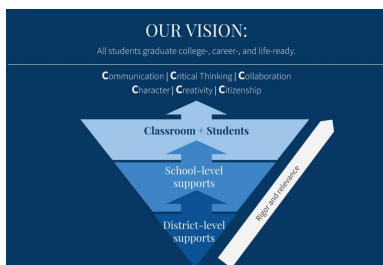 OUR VISION:
All students graduate college-, career-, and life-ready.
Communication | Critical Thinking | Collaboration
Character | Creativity | Citizenship
Classroom + Students
School-level
supports
District-level
supports
Rigor and relevance